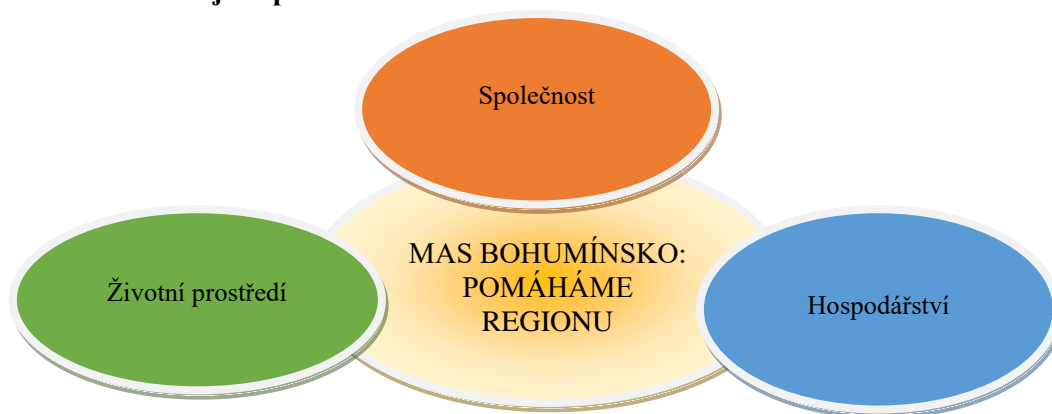 Společnost
MAS BOHUMÍNSKO:
POMÁHÁME
REGIONU
Životní prostředí
Hospodářství